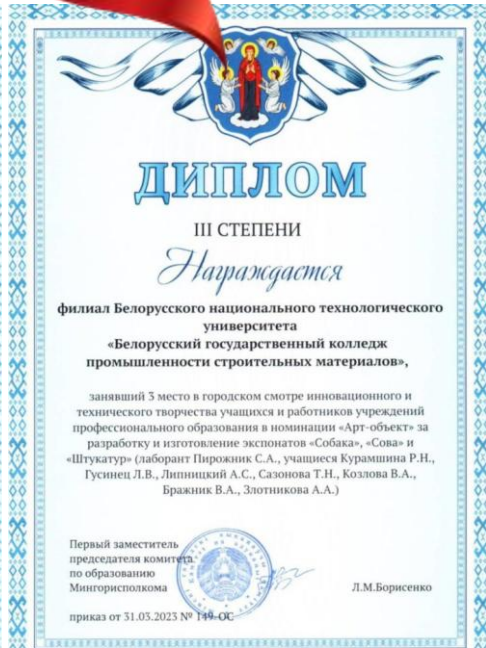 ДИПЛОМ
III СТЕПЕНИ
Награждается
филиал Белорусского национального технологического
университета
«Белорусский государственный колледж
промышленности строительных материалов»,
занявший 3 место в городском смотре инновационного и
технического творчества учащихся и работников учреждений
профессионального образования в номинации «Арт-объект» за
разработку и изготовление экспонатов «Собака», «Сова» и
«Штукатур» (лаборант Пирожник С.А., учащиеся Курамшина Р.Н.,
Гусинец Л.В., Липницкий А.С., Сазонова Т.Н., Козлова В.А.,
Бражник В.А., Злотникова А.А.)
Первый заместитель
председателя комитета
по образованию
Мингорисполкома
Л.М.Борисенко
приказ от 31.03.2023 № 149-ОС